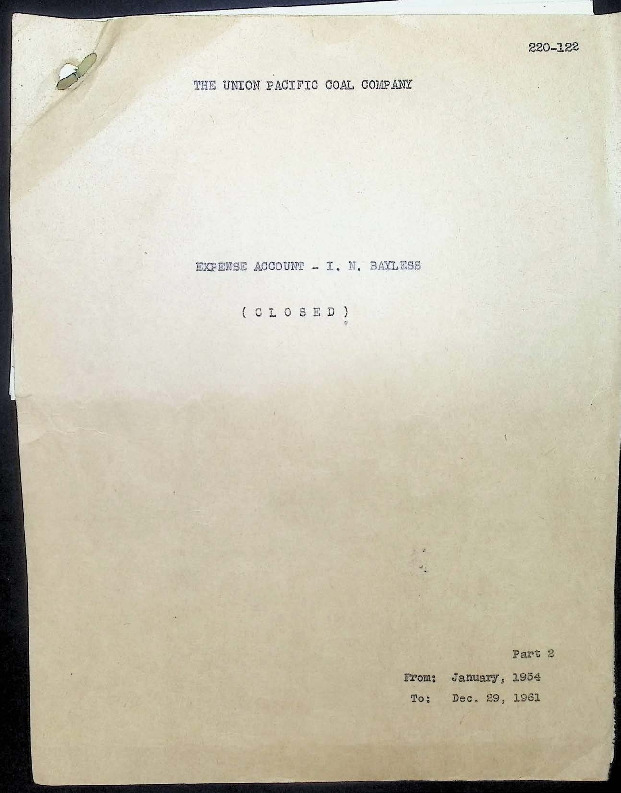 220-122
THE UNION PACIFIC COAL COMPANY
EXPENSE ACCOUNT - I. N. BAYLESS
( C L O S E D )
Part 2
From: January, 1954
To: Dec. 29, 1961